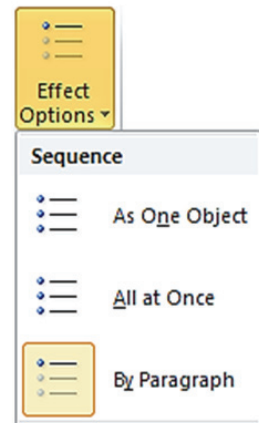 Effect
Options
Sequence
As One Object
All at Once
By Paragraph